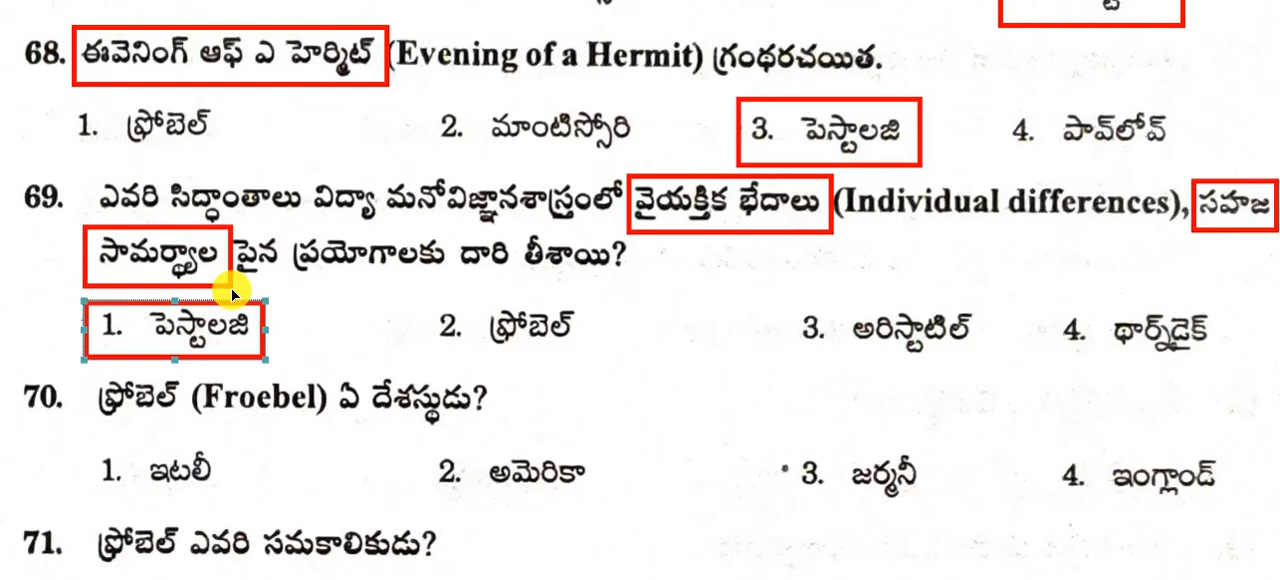 68. ఈవెనింగ్ ఆఫ్ ఎ హెర్మిట్ (Evening of a Hermit) గ్రంథరచయిత.
1. ఫ్రోబెల్ 2. మాంటిస్సోరి 3. పెస్టాలజి 4. పావ్‌లోవ్
69. ఎవరి సిద్ధాంతాలు విద్యా మనోవిజ్ఞానశాస్త్రంలో వైయక్తిక భేదాలు (Individual differences), సహజ
సామర్థ్యాల పైన ప్రయోగాలకు దారి తీశాయి?
1. పెస్టాలజి 2. ఫ్రోబెల్ 3. అరిస్టాటిల్ 4. థార్న్‌డైక్
70. ఫ్రోబెల్ (Froebel) ఏ దేశస్థుడు?
1. ఇటలీ 2. అమెరికా 3. జర్మనీ 4. ఇంగ్లాండ్
71. ఫ్రోబెల్ ఎవరి సమకాలికుడు?